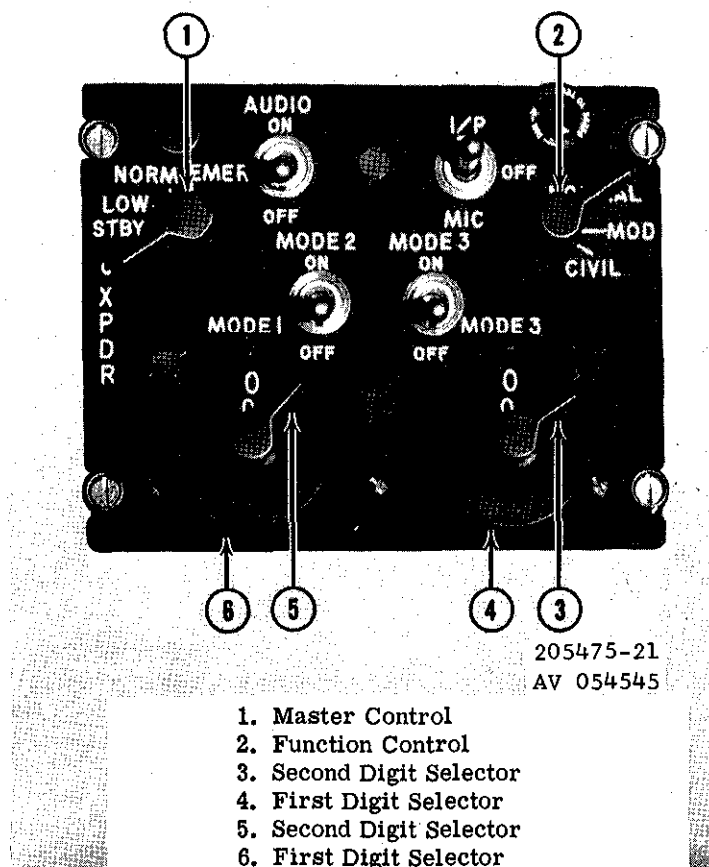 1 2
AUDIO
ON
I/P
NORM EMER
OFF
LOW
OFF
MIC
STBY
MOD
MODE 2 MODE 3
ON ON
CIVIL
XPDR
MODE 1
MODE 3
OFF OFF
0 0
6 5 4 3
205475-21
AV 054545
1. Master Control
2. Function Control
3. Second Digit Selector
4. First Digit Selector
5. Second Digit Selector
6. First Digit Selector